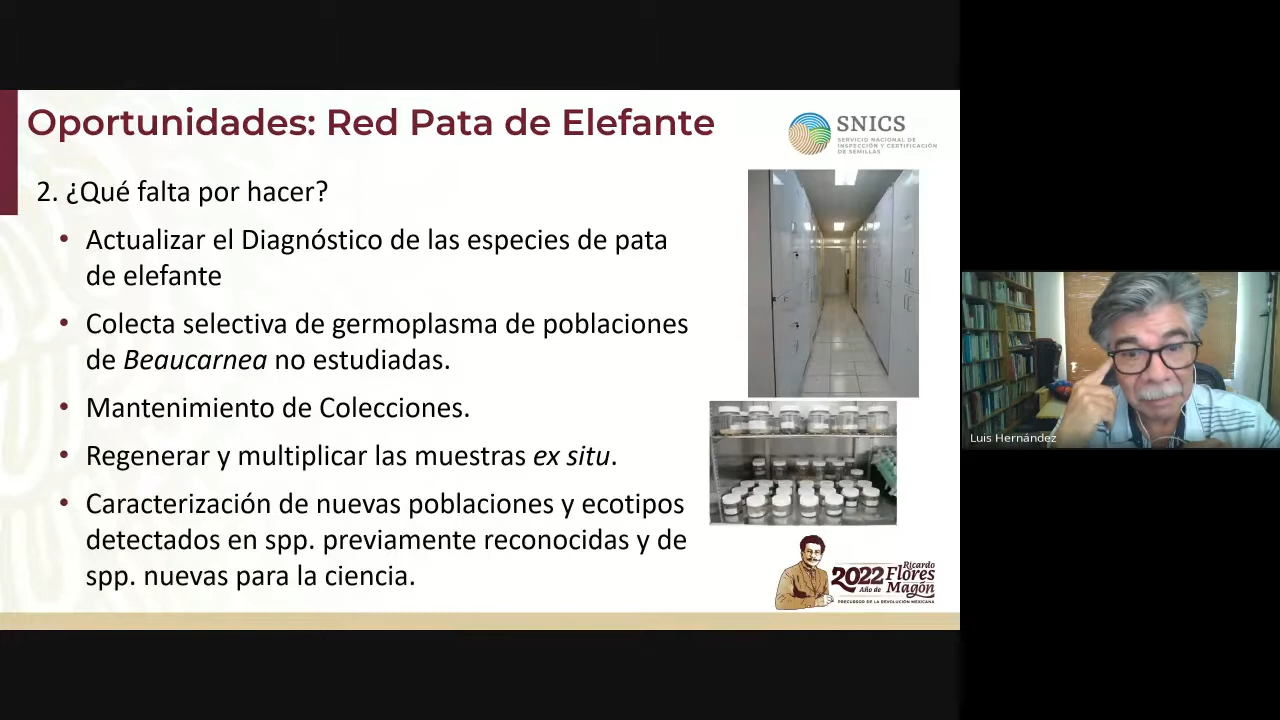 Oportunidades: Red Pata de Elefante
SNICS
SERVICIO NACIONAL DE
INSPECCIÓN Y CERTIFICACIÓN
DE SEMILLAS
2. ¿Qué falta por hacer?
• Actualizar el Diagnóstico de las especies de pata
de elefante
• Colecta selectiva de germoplasma de poblaciones
de Beaucarnea no estudiadas.
• Mantenimiento de Colecciones.
• Regenerar y multiplicar las muestras ex situ.
• Caracterización de nuevas poblaciones y ecotipos
detectados en spp. previamente reconocidas y de
spp. nuevas para la ciencia.
2022 Ricardo
Año de Flores
Magón
PRECURSOR DE LA REVOLUCIÓN MEXICANA
Luis Hernández